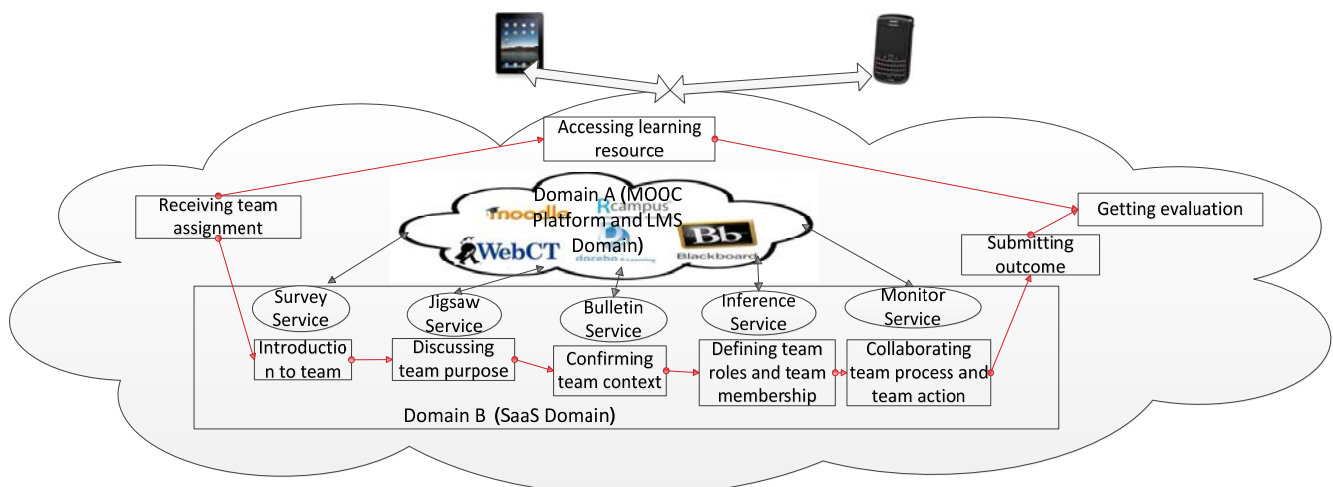 Accessing learning
resource
Receiving team
assignment
Domain A (MOOC
Platform and LMS
Domain)
moodle
Rcampus
WebCT
docebo
Bb
Blackboard
Getting evaluation
Submitting
outcome
Survey
Service
Jigsaw
Service
Bulletin
Service
Inference
Service
Monitor
Service
Introductio
n to team
Discussing
team purpose
Confirming
team context
Defining team
roles and team
membership
Collaborating
team process and
team action
Domain B (SaaS Domain)